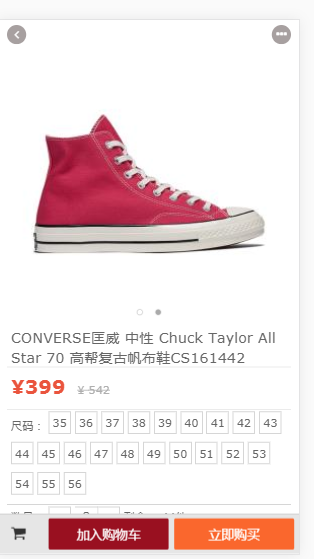 CONVERSE匡威 中性 Chuck Taylor All
Star 70 高帮复古帆布鞋CS161442
¥399 ¥ 542
尺码： 35 36 37 38 39 40 41 42 43
44 45 46 47 48 49 50 51 52 53
54 55 56
加入购物车 立即购买